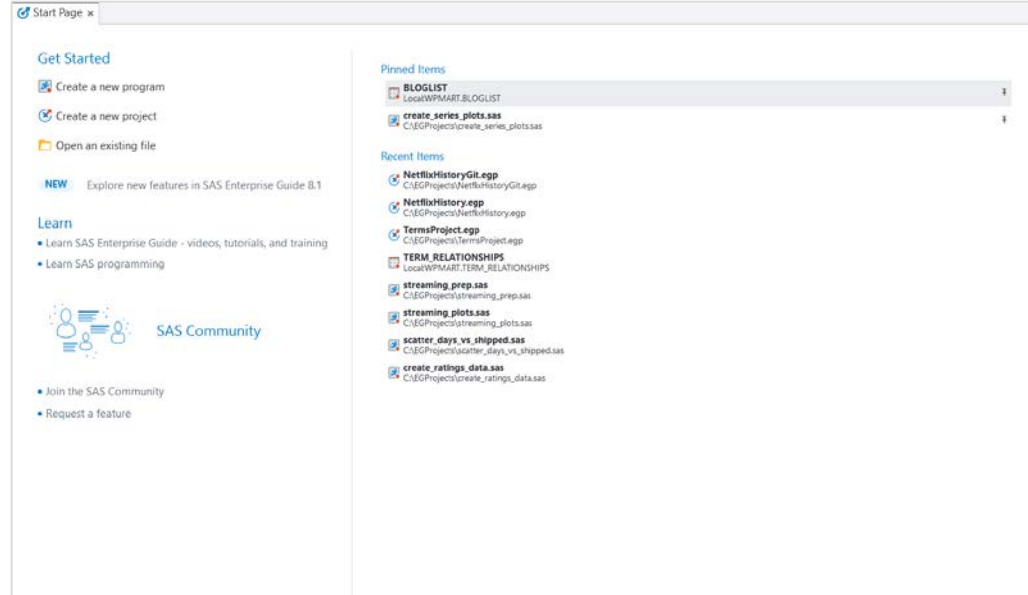 Start Page ×
Get Started
Create a new program
Create a new project
Open an existing file
NEW Explore new features in SAS Enterprise Guide 8.1
Learn
• Learn SAS Enterprise Guide - videos, tutorials, and training
• Learn SAS programming
SAS Community
• Join the SAS Community
• Request a feature
Pinned Items
BLOGLIST
Local:WPMART.BLOGLIST
create_series_plots.sas
C:\EGProjects\create_series_plots.sas
Recent Items
NetflixHistoryGit.egp
C:\EGProjects\NetflixHistoryGit.egp
NetflixHistory.egp
C:\EGProjects\NetflixHistory.egp
TermsProject.egp
C:\EGProjects\TermsProject.egp
TERM_RELATIONSHIPS
Local:WPMART.TERM_RELATIONSHIPS
streaming_prep.sas
C:\EGProjects\streaming_prep.sas
streaming_plots.sas
C:\EGProjects\streaming_plots.sas
scatter_days_vs_shipped.sas
C:\EGProjects\scatter_days_vs_shipped.sas
create_ratings_data.sas
C:\EGProjects\create_ratings_data.sas